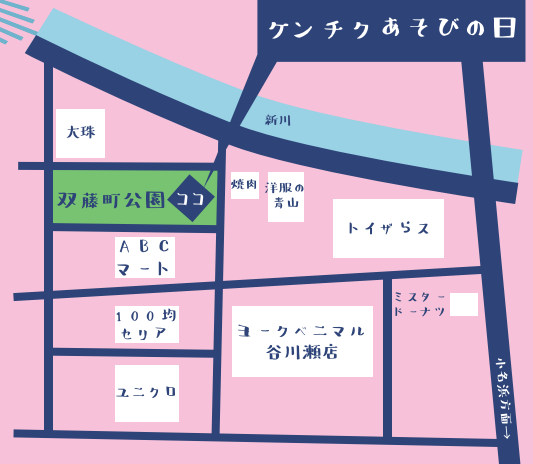 ケンチクあそびの日
新川
大珠
焼肉
洋服の
青山
双藤町公園
ココ
トイザらス
ABC
マート
ミスター
ドーナツ
100均
セリア
ヨークベニマル
谷川瀬店
ユニクロ
小名浜方面→